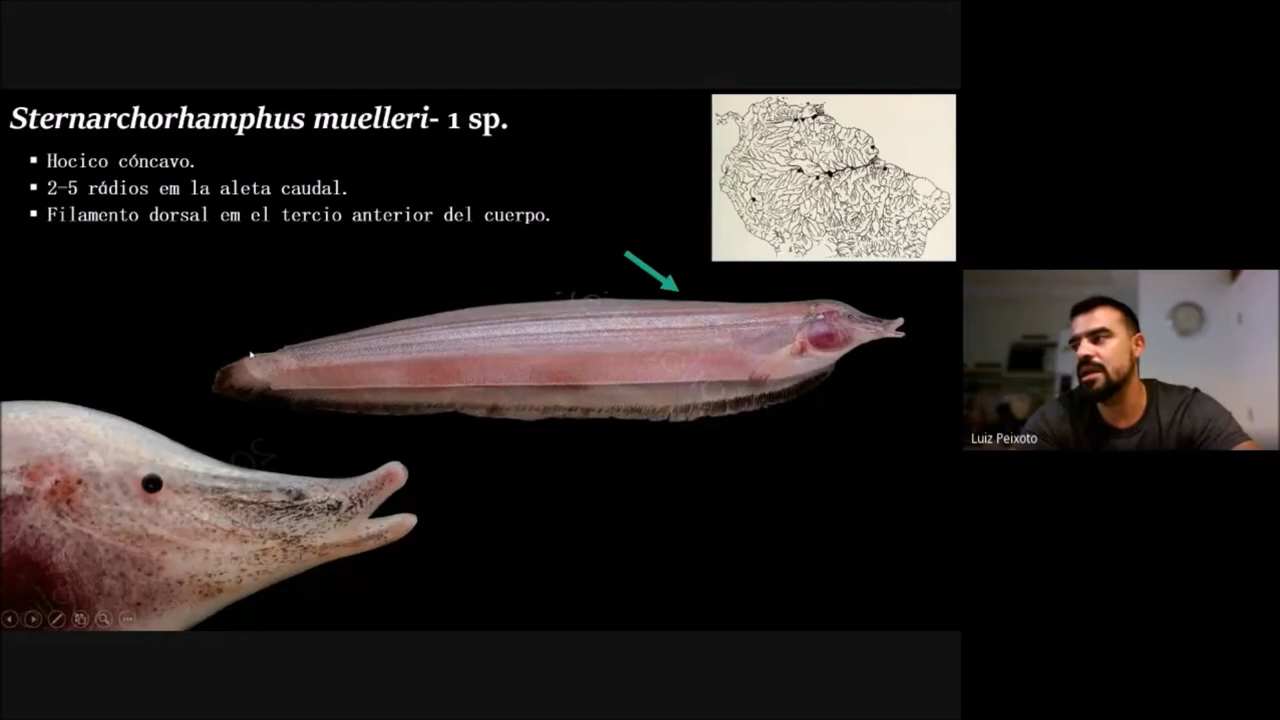 Sternarchorhamphus muelleri- 1 sp.
▪ Hocico cóncavo.
▪ 2-5 rádios em la aleta caudal.
▪ Filamento dorsal em el tercio anterior del cuerpo.
Luiz Peixoto